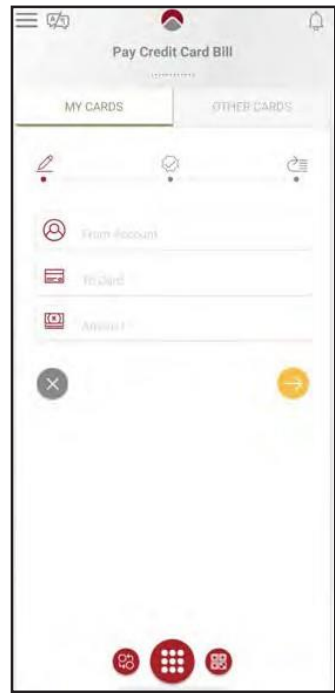 Pay Credit Card Bill
MY CARDS
OTHER CARDS
From Account
To Card
Amount